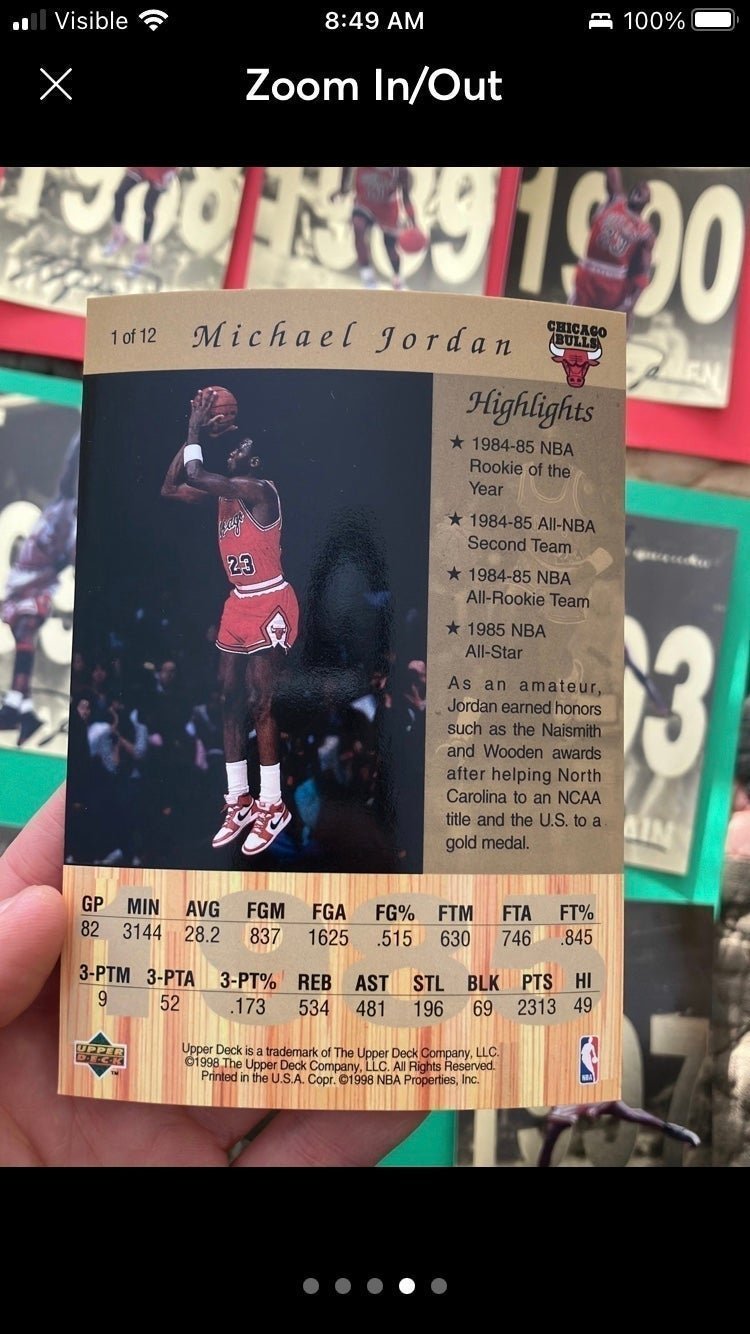 Visible
8:49 AM
100%
Zoom In/Out
1990
1 of 12 Michael Jordan
CHICAGO
BULLS
Highlights
★ 1984-85 NBA
Rookie of the
Year
★ 1984-85 All-NBA
Second Team
★ 1984-85 NBA
All-Rookie Team
★ 1985 NBA
All-Star
As an amateur,
Jordan earned honors
such as the Naismith
and Wooden awards
after helping North
Carolina to an NCAA
title and the U.S. to a
gold medal.
23
1985
GP MIN AVG FGM FGA FG% FTM FTA FT%
82 3144 28.2 837 1625 .515 630 746 .845
3-PTM 3-PTA 3-PT% REB AST STL BLK PTS HI
9 52 .173 534 481 196 69 2313 49
UPPER
DECK
TM
Upper Deck is a trademark of The Upper Deck Company, LLC.
©1998 The Upper Deck Company, LLC. All Rights Reserved.
Printed in the U.S.A. Copr. ©1998 NBA Properties, Inc.
NBA